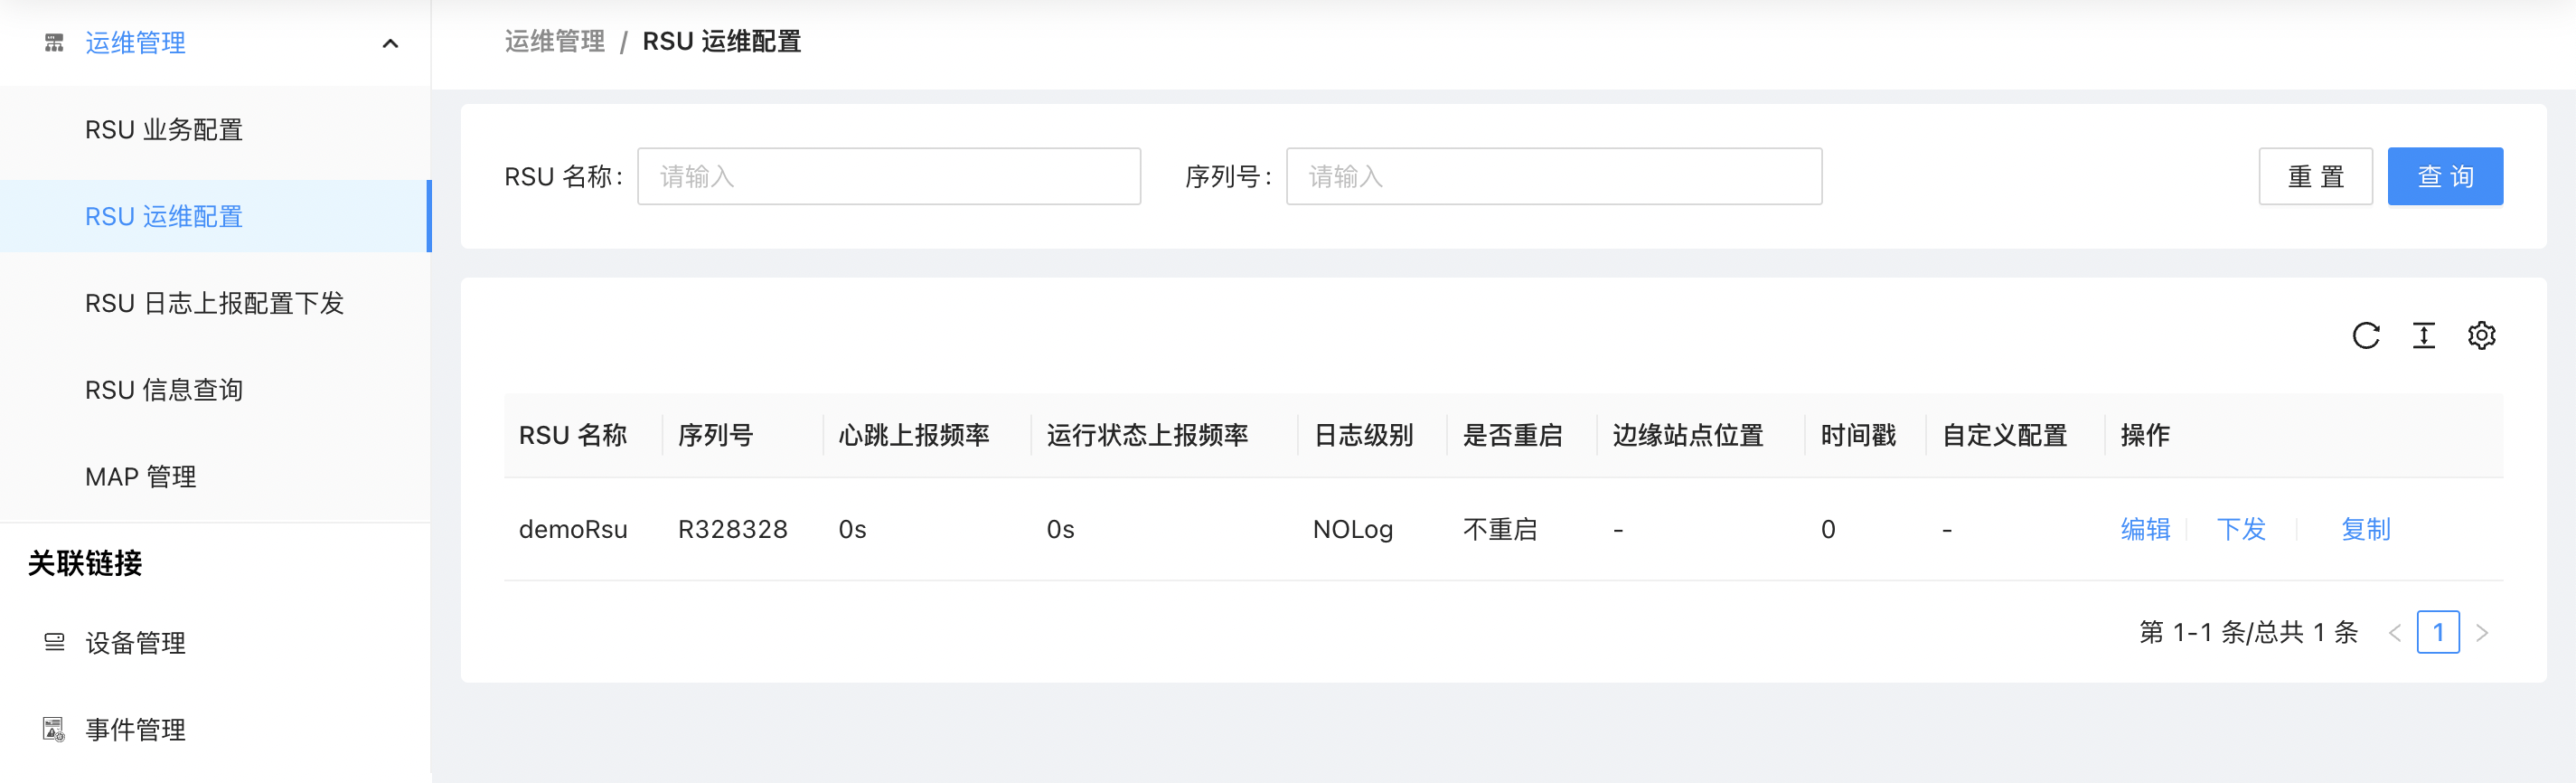 运维管理
RSU 业务配置
RSU 运维配置
RSU 日志上报配置下发
RSU 信息查询
MAP 管理
关联链接
设备管理
事件管理
运维管理 / RSU 运维配置
RSU 名称: 请输入 序列号: 请输入 重 置 查 询
RSU 名称 序列号 心跳上报频率 运行状态上报频率 日志级别 是否重启 边缘站点位置 时间戳 自定义配置 操作
demoRsu R328328 0s 0s NOLog 不重启 - 0 - 编辑 下发 复制
第 1-1 条/总共 1 条 < 1 >